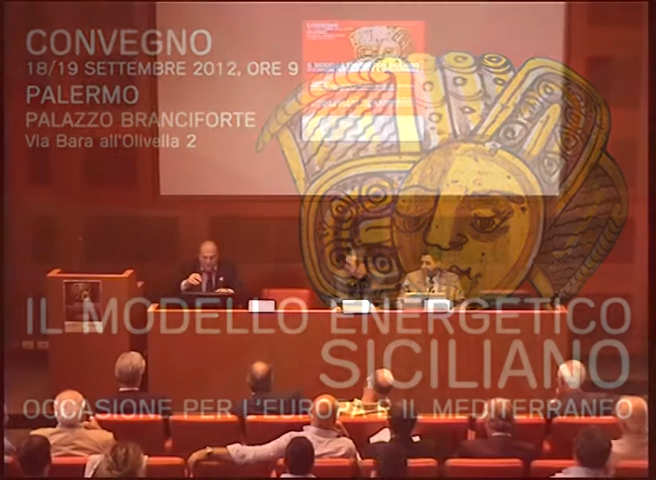 CONVEGNO
18/19 SETTEMBRE 2012, ORE 9
PALERMO
PALAZZO BRANCIFORTE
Via Bara all'Olivella 2
IL MODELLO ENERGETICO
SICILIANO
OCCASIONE PER L'EUROPA E IL MEDITERRANEO